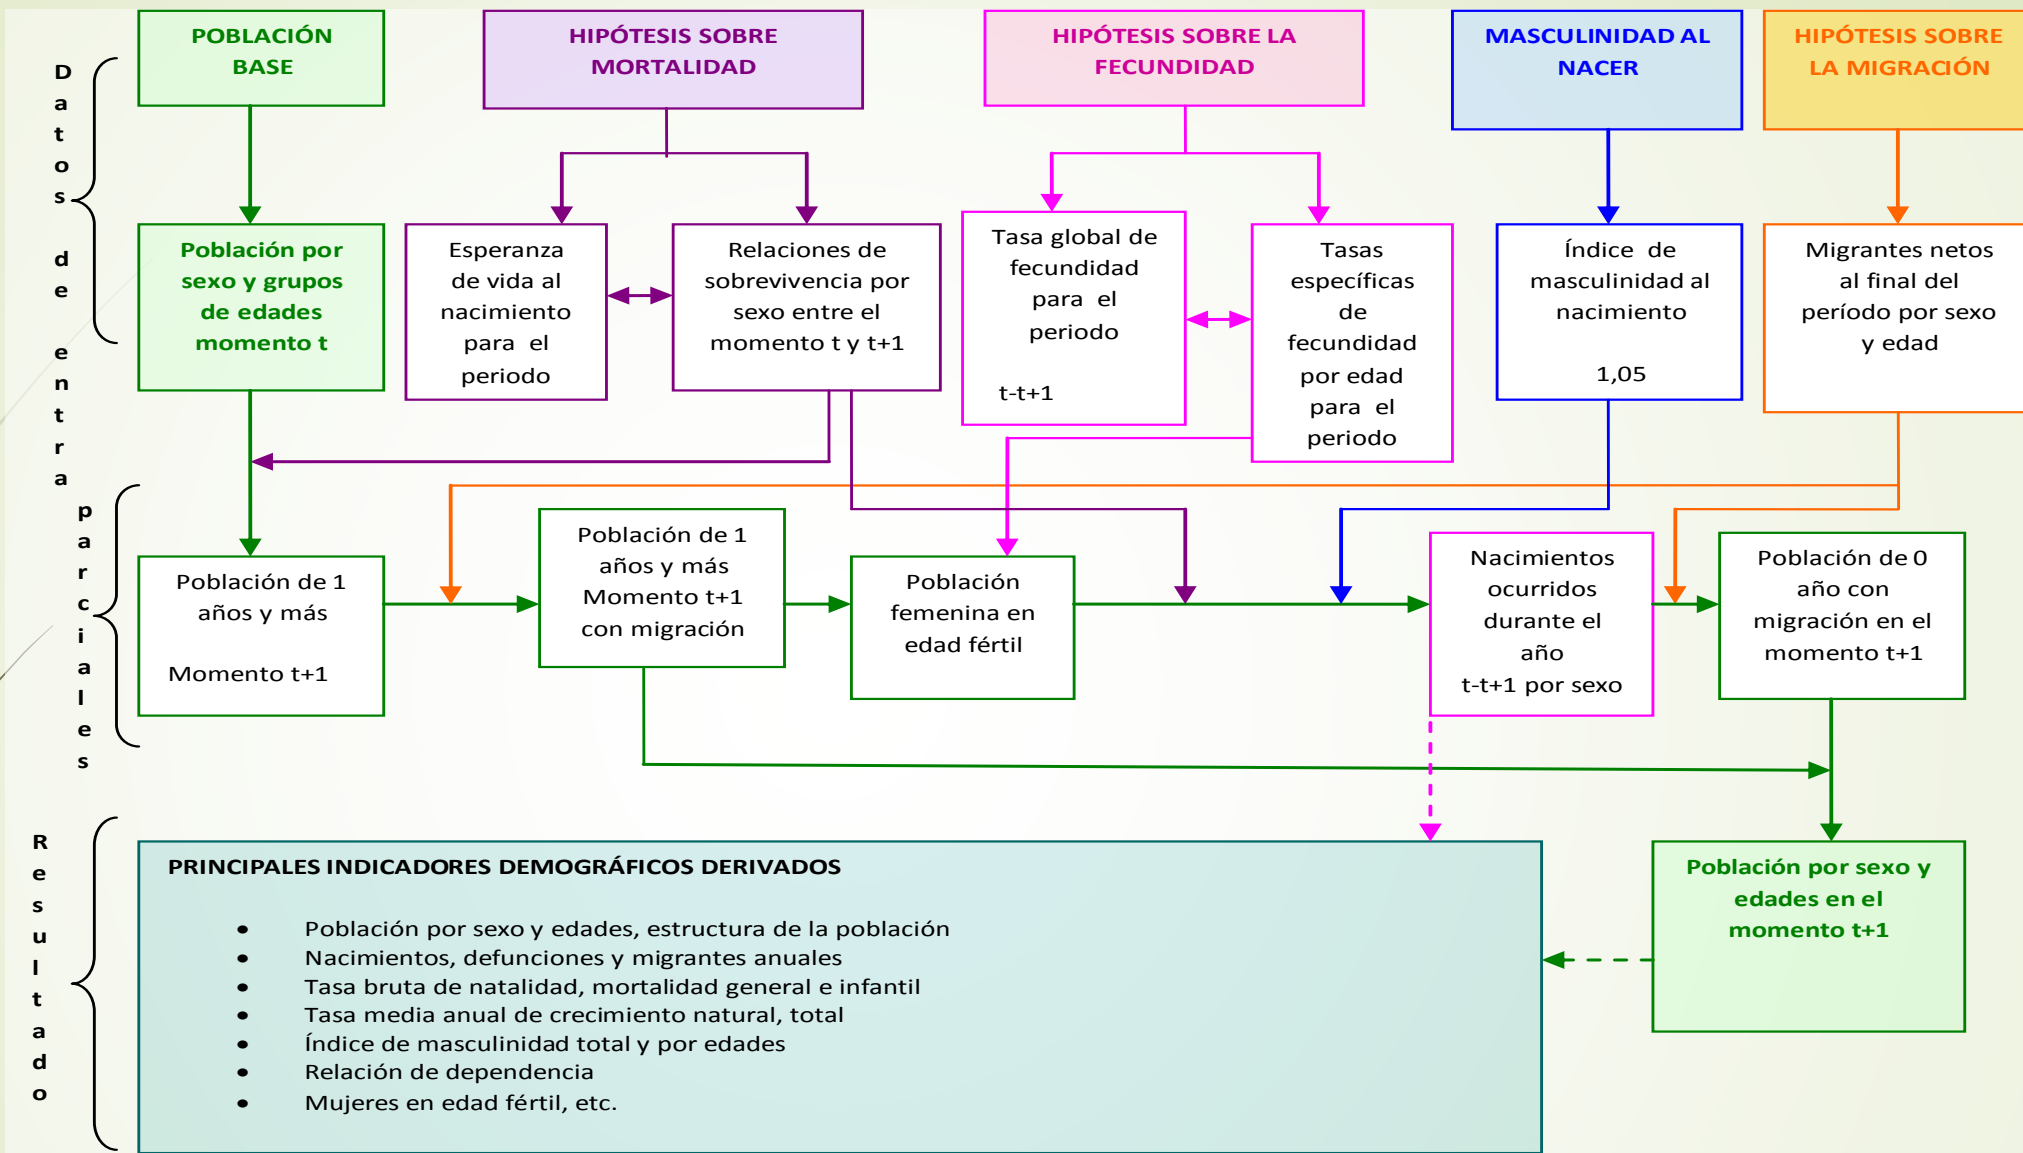 POBLACIÓN
BASE
HIPÓTESIS SOBRE
MORTALIDAD
HIPÓTESIS SOBRE LA
FECUNDIDAD
MASCULINIDAD AL
NACER
HIPÓTESIS SOBRE
LA MIGRACIÓN
Datos de entra
Población por
sexo y grupos
de edades
momento t
Esperanza
de vida al
nacimiento
para el
periodo
Relaciones de
sobrevivencia por
sexo entre el
momento t y t+1
Tasa global de
fecundidad
para el
periodo
t-t+1
Tasas
específicas
de
fecundidad
por edad
para el
periodo
Índice de
masculinidad al
nacimiento
1,05
Migrantes netos
al final del
período por sexo
y edad
parciales
Población de 1
años y más
Momento t+1
Población de 1
años y más
Momento t+1
con migración
Población
femenina en
edad fértil
Nacimientos
ocurridos
durante el
año
t-t+1 por sexo
Población de 0
año con
migración en el
momento t+1
Resultado
PRINCIPALES INDICADORES DEMOGRÁFICOS DERIVADOS
• Población por sexo y edades, estructura de la población
• Nacimientos, defunciones y migrantes anuales
• Tasa bruta de natalidad, mortalidad general e infantil
• Tasa media anual de crecimiento natural, total
• Índice de masculinidad total y por edades
• Relación de dependencia
• Mujeres en edad fértil, etc.
Población por sexo y
edades en el
momento t+1